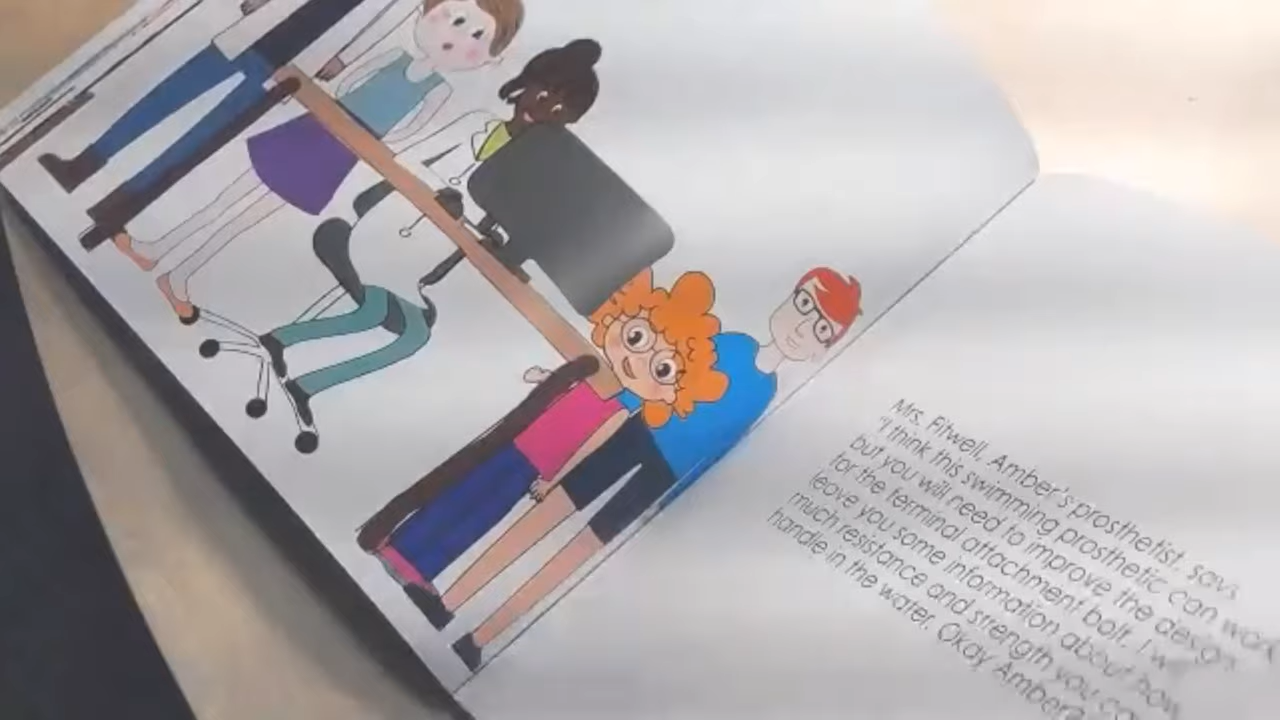 Mrs. Fitwell, Amber's prosthetist, says,
"I think this swimming prosthetic can work
but you will need to improve the design
for the terminal attachment bolt. I
leave you some information about how
much resistance and strength you
handle in the water. Okay Amber?